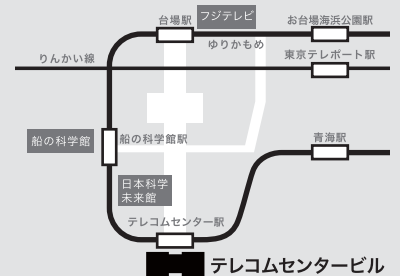 台場駅
フジテレビ
お台場海浜公園駅
ゆりかもめ
りんかい線
東京テレポート駅
船の科学館
船の科学館駅
青海駅
日本科学
未来館
テレコムセンター駅
テレコムセンタービル